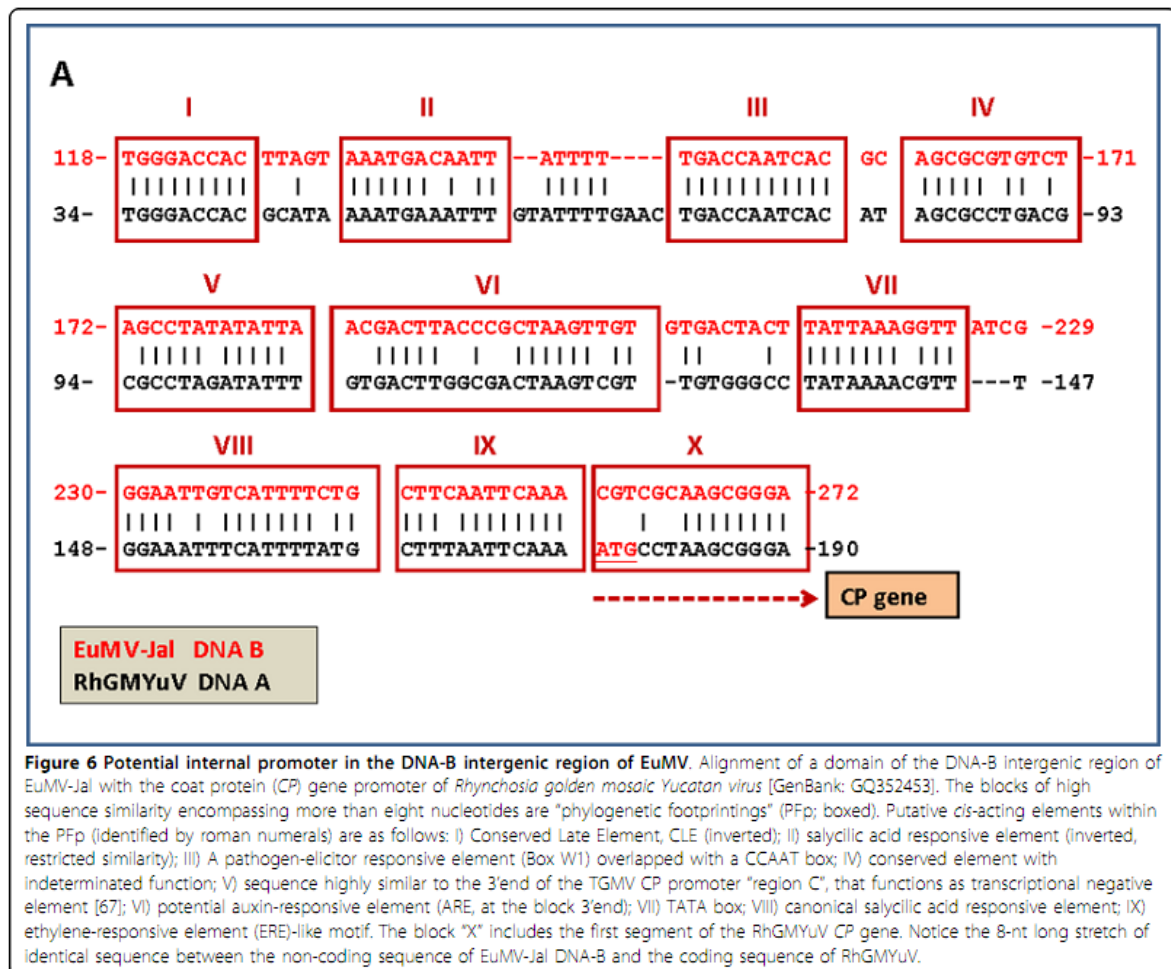 A
I II III IV
118- TGGGACCAC TTAGT AAATGACAATT --ATTTT---- TGACCAATCAC GC AGCGCGTGTCT -171
34- TGGGACCAC GCATA AAATGAAATTT GTATTTTGAAC TGACCAATCAC AT AGCGCCTGACG -93
V VI VII
172- AGCCTATATATTA ACGACTTACCCGCTAAGTTGT GTGACTACT TATTAAAGGTT ATCG -229
94- CGCCTAGATATTT GTGACTTGGCGACTAAGTCGT -TGTGGGCC TATAAAACGTT ---T -147
VIII IX X
230- GGAATTGTCATTTTCTG CTTCAATTCAAA CGTCGCAAGCGGGA -272
148- GGAAATTTCATTTTATG CTTTAATTCAAA ATGCCTAAGCGGGA -190
CP gene
EuMV-Jal DNA B
RhGMYuV DNA A
Figure 6 Potential internal promoter in the DNA-B intergenic region of EuMV. Alignment of a domain of the DNA-B intergenic region of
EuMV-Jal with the coat protein (CP) gene promoter of Rhynchosia golden mosaic Yucatan virus [GenBank: GQ352453]. The blocks of high
sequence similarity encompassing more than eight nucleotides are "phylogenetic footprintings" (PFp; boxed). Putative cis-acting elements within
the PFp (identified by roman numerals) are as follows: I) Conserved Late Element, CLE (inverted); II) salycilic acid responsive element (inverted,
restricted similarity); III) A pathogen-elicitor responsive element (Box W1) overlapped with a CCAAT box; IV) conserved element with
indeterminated function; V) sequence highly similar to the 3'end of the TGMV CP promoter "region C", that functions as transcriptional negative
element [67]; VI) potential auxin-responsive element (ARE, at the block 3'end); VII) TATA box; VIII) canonical salycilic acid responsive element; IX)
ethylene-responsive element (ERE)-like motif. The block "X" includes the first segment of the RhGMYuV CP gene. Notice the 8-nt long stretch of
identical sequence between the non-coding sequence of EuMV-Jal DNA-B and the coding sequence of RhGMYuV.